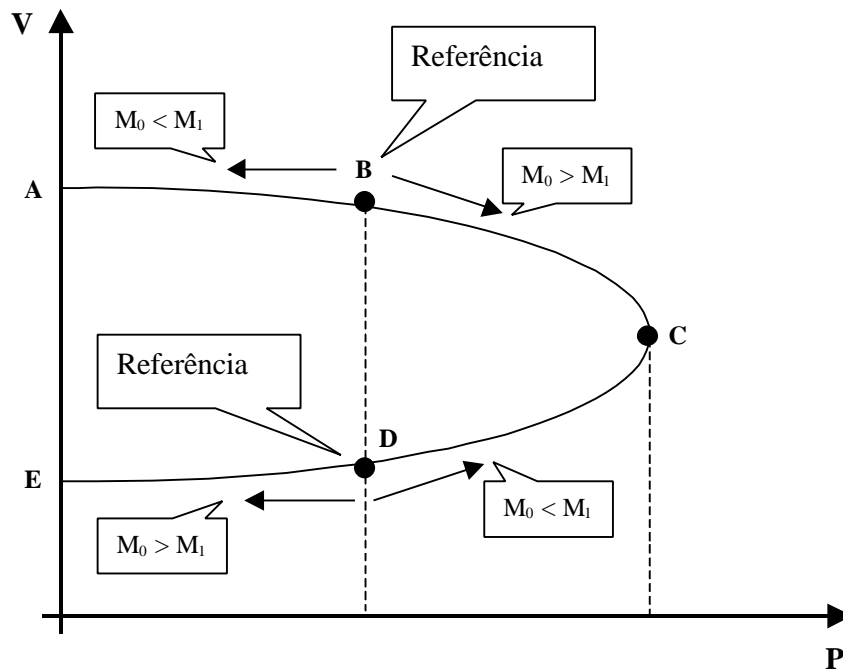 V
Referência
M₀ < M₁
B
M₀ > M₁
A
C
Referência
D
E
M₀ < M₁
M₀ > M₁
P